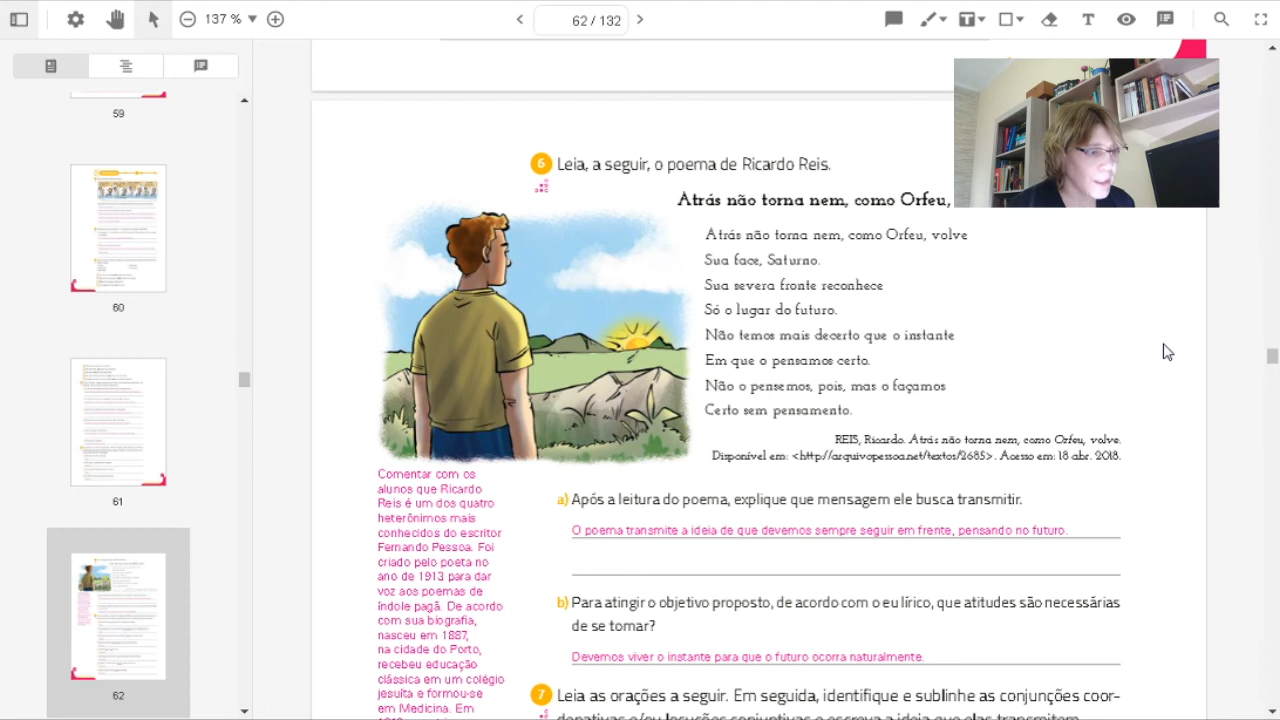 137 %
62 / 132
59
60
61
62
6 Leia, a seguir, o poema de Ricardo Reis.
Atrás não torna nem, como Orfeu,
Atrás não torna nem, como Orfeu, volve
Sua face, Saturno.
Sua severa fronte reconhece
Só o lugar do futuro.
Não temos mais decerto que o instante
Em que o pensamos certo.
Não o pensemos, pois, mas o façamos
Certo sem pensamento.
REIS, Ricardo. Atrás não torna nem, como Orfeu, volve.
Disponível em: <http://arquivopessoa.net/textos/2685>. Acesso em: 18 abr. 2018.
Comentar com os
alunos que Ricardo
Reis é um dos quatro
heterônimos mais
conhecidos do escritor
Fernando Pessoa. Foi
criado pelo poeta no
ano de 1913 para dar
voz aos poemas de
índole pagã. De acordo
com sua biografia,
nasceu em 1887,
na cidade do Porto,
recebeu educação
clássica em um colégio
jesuíta e formou-se
em Medicina. Em
a) Após a leitura do poema, explique que mensagem ele busca transmitir.
O poema transmite a ideia de que devemos sempre seguir em frente, pensando no futuro.
Para atingir o objetivo proposto, de acordo com o eu lírico, que atitudes são necessárias
de se tomar?
Devemos viver o instante para que o futuro ocorra naturalmente.
7 Leia as orações a seguir. Em seguida, identifique e sublinhe as conjunções coor-
denativas e/ou locuções conjuntivas e escreva a ideia que elas transmitem.